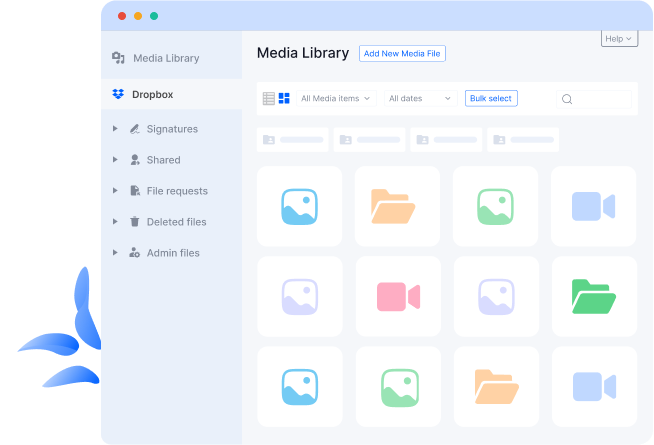 Help
Media Library
Add New Media File
Media Library
Dropbox
Signatures
Shared
File requests
Deleted files
Admin files
All Media items
All dates
Bulk select